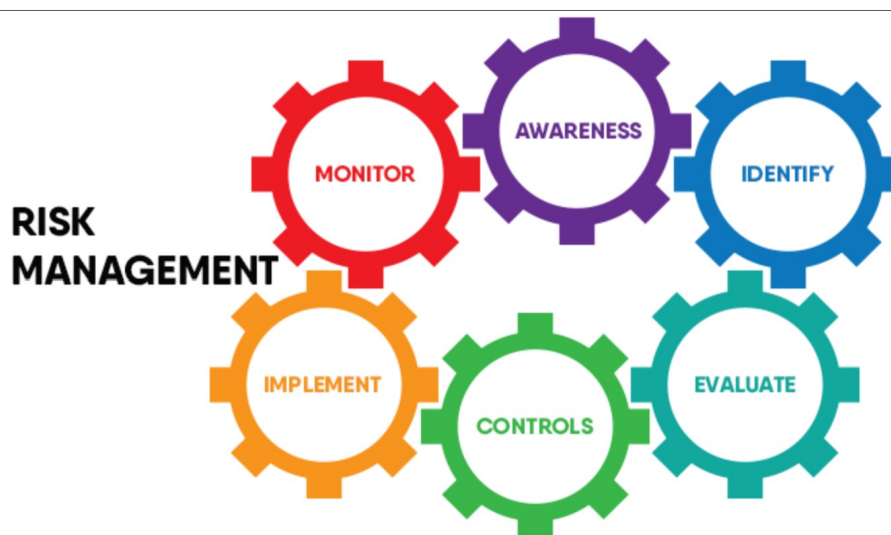 RISK
MANAGEMENT
MONITOR
AWARENESS
IDENTIFY
IMPLEMENT
CONTROLS
EVALUATE